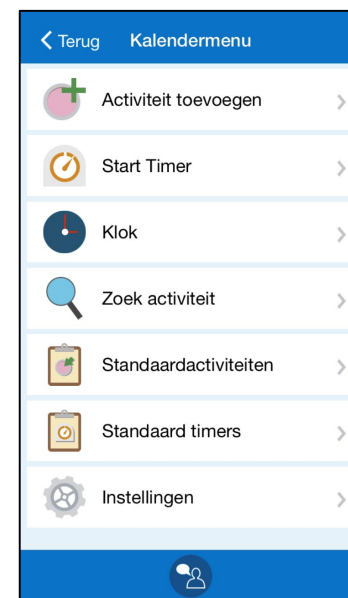 Terug Kalendermenu
Activiteit toevoegen
Start Timer
Klok
Zoek activiteit
Standaardactiviteiten
Standaard timers
Instellingen